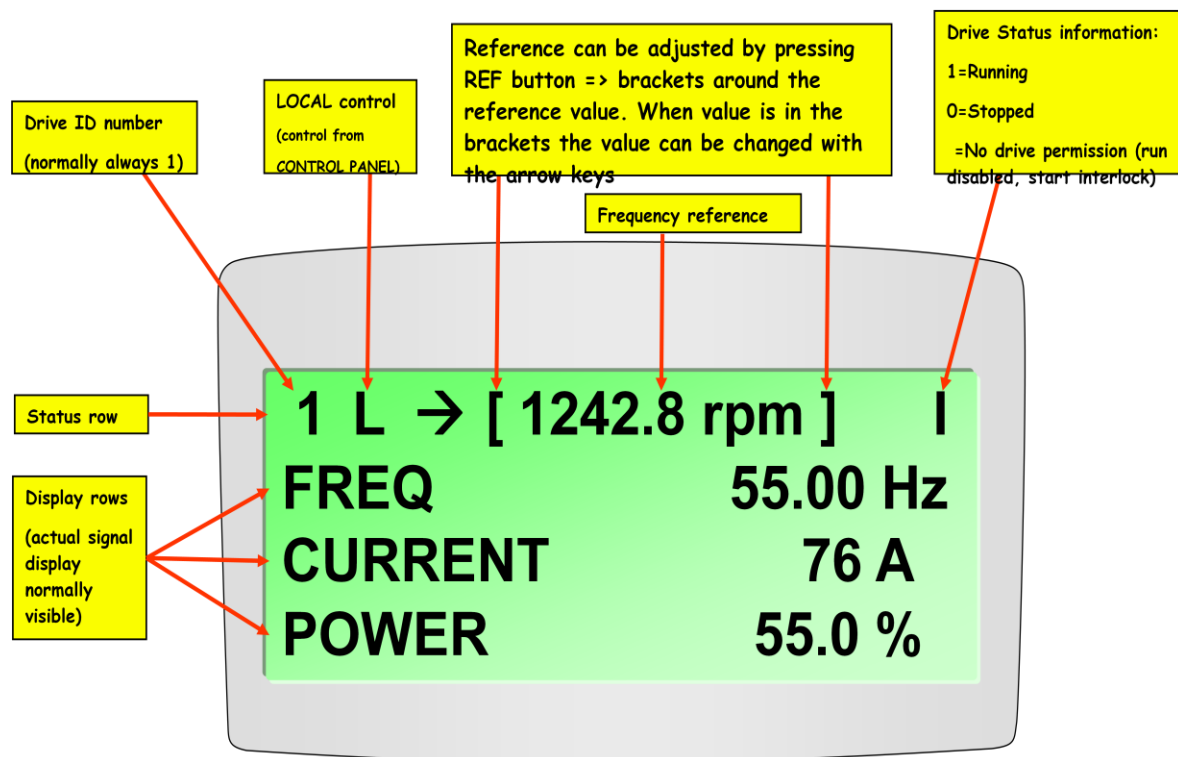 Reference can be adjusted by pressing
REF button => brackets around the
reference value. When value is in the
brackets the value can be changed with
the arrow keys
Drive Status information:
1=Running
0=Stopped
=No drive permission (run
disabled, start interlock)
LOCAL control
(control from
CONTROL PANEL)
Drive ID number
(normally always 1)
Frequency reference
Status row
1 L → [ 1242.8 rpm ] I
Display rows
(actual signal
display
normally
visible)
FREQ 55.00 Hz
CURRENT 76 A
POWER 55.0 %